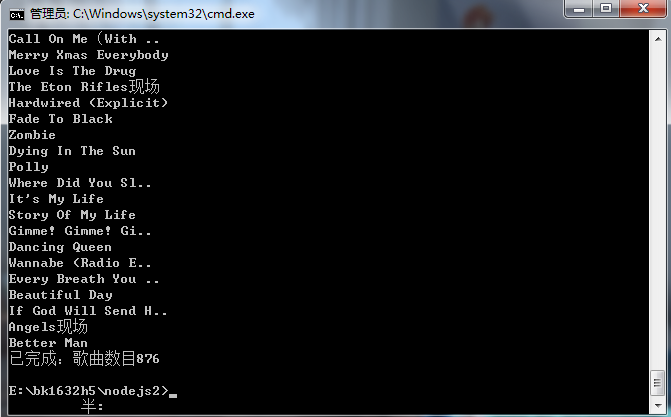 管理员: C:\Windows\system32\cmd.exe
Call On Me（With ..
Merry Xmas Everybody
Love Is The Drug
The Eton Rifles现场
Hardwired (Explicit)
Fade To Black
Zombie
Dying In The Sun
Polly
Where Did You Sl..
It's My Life
Story Of My Life
Gimme! Gimme! Gi..
Dancing Queen
Wannabe (Radio E..
Every Breath You ..
Beautiful Day
If God Will Send H..
Angels现场
Better Man
已完成：歌曲数目876
E:\bk1632h5\nodejs2>
半：